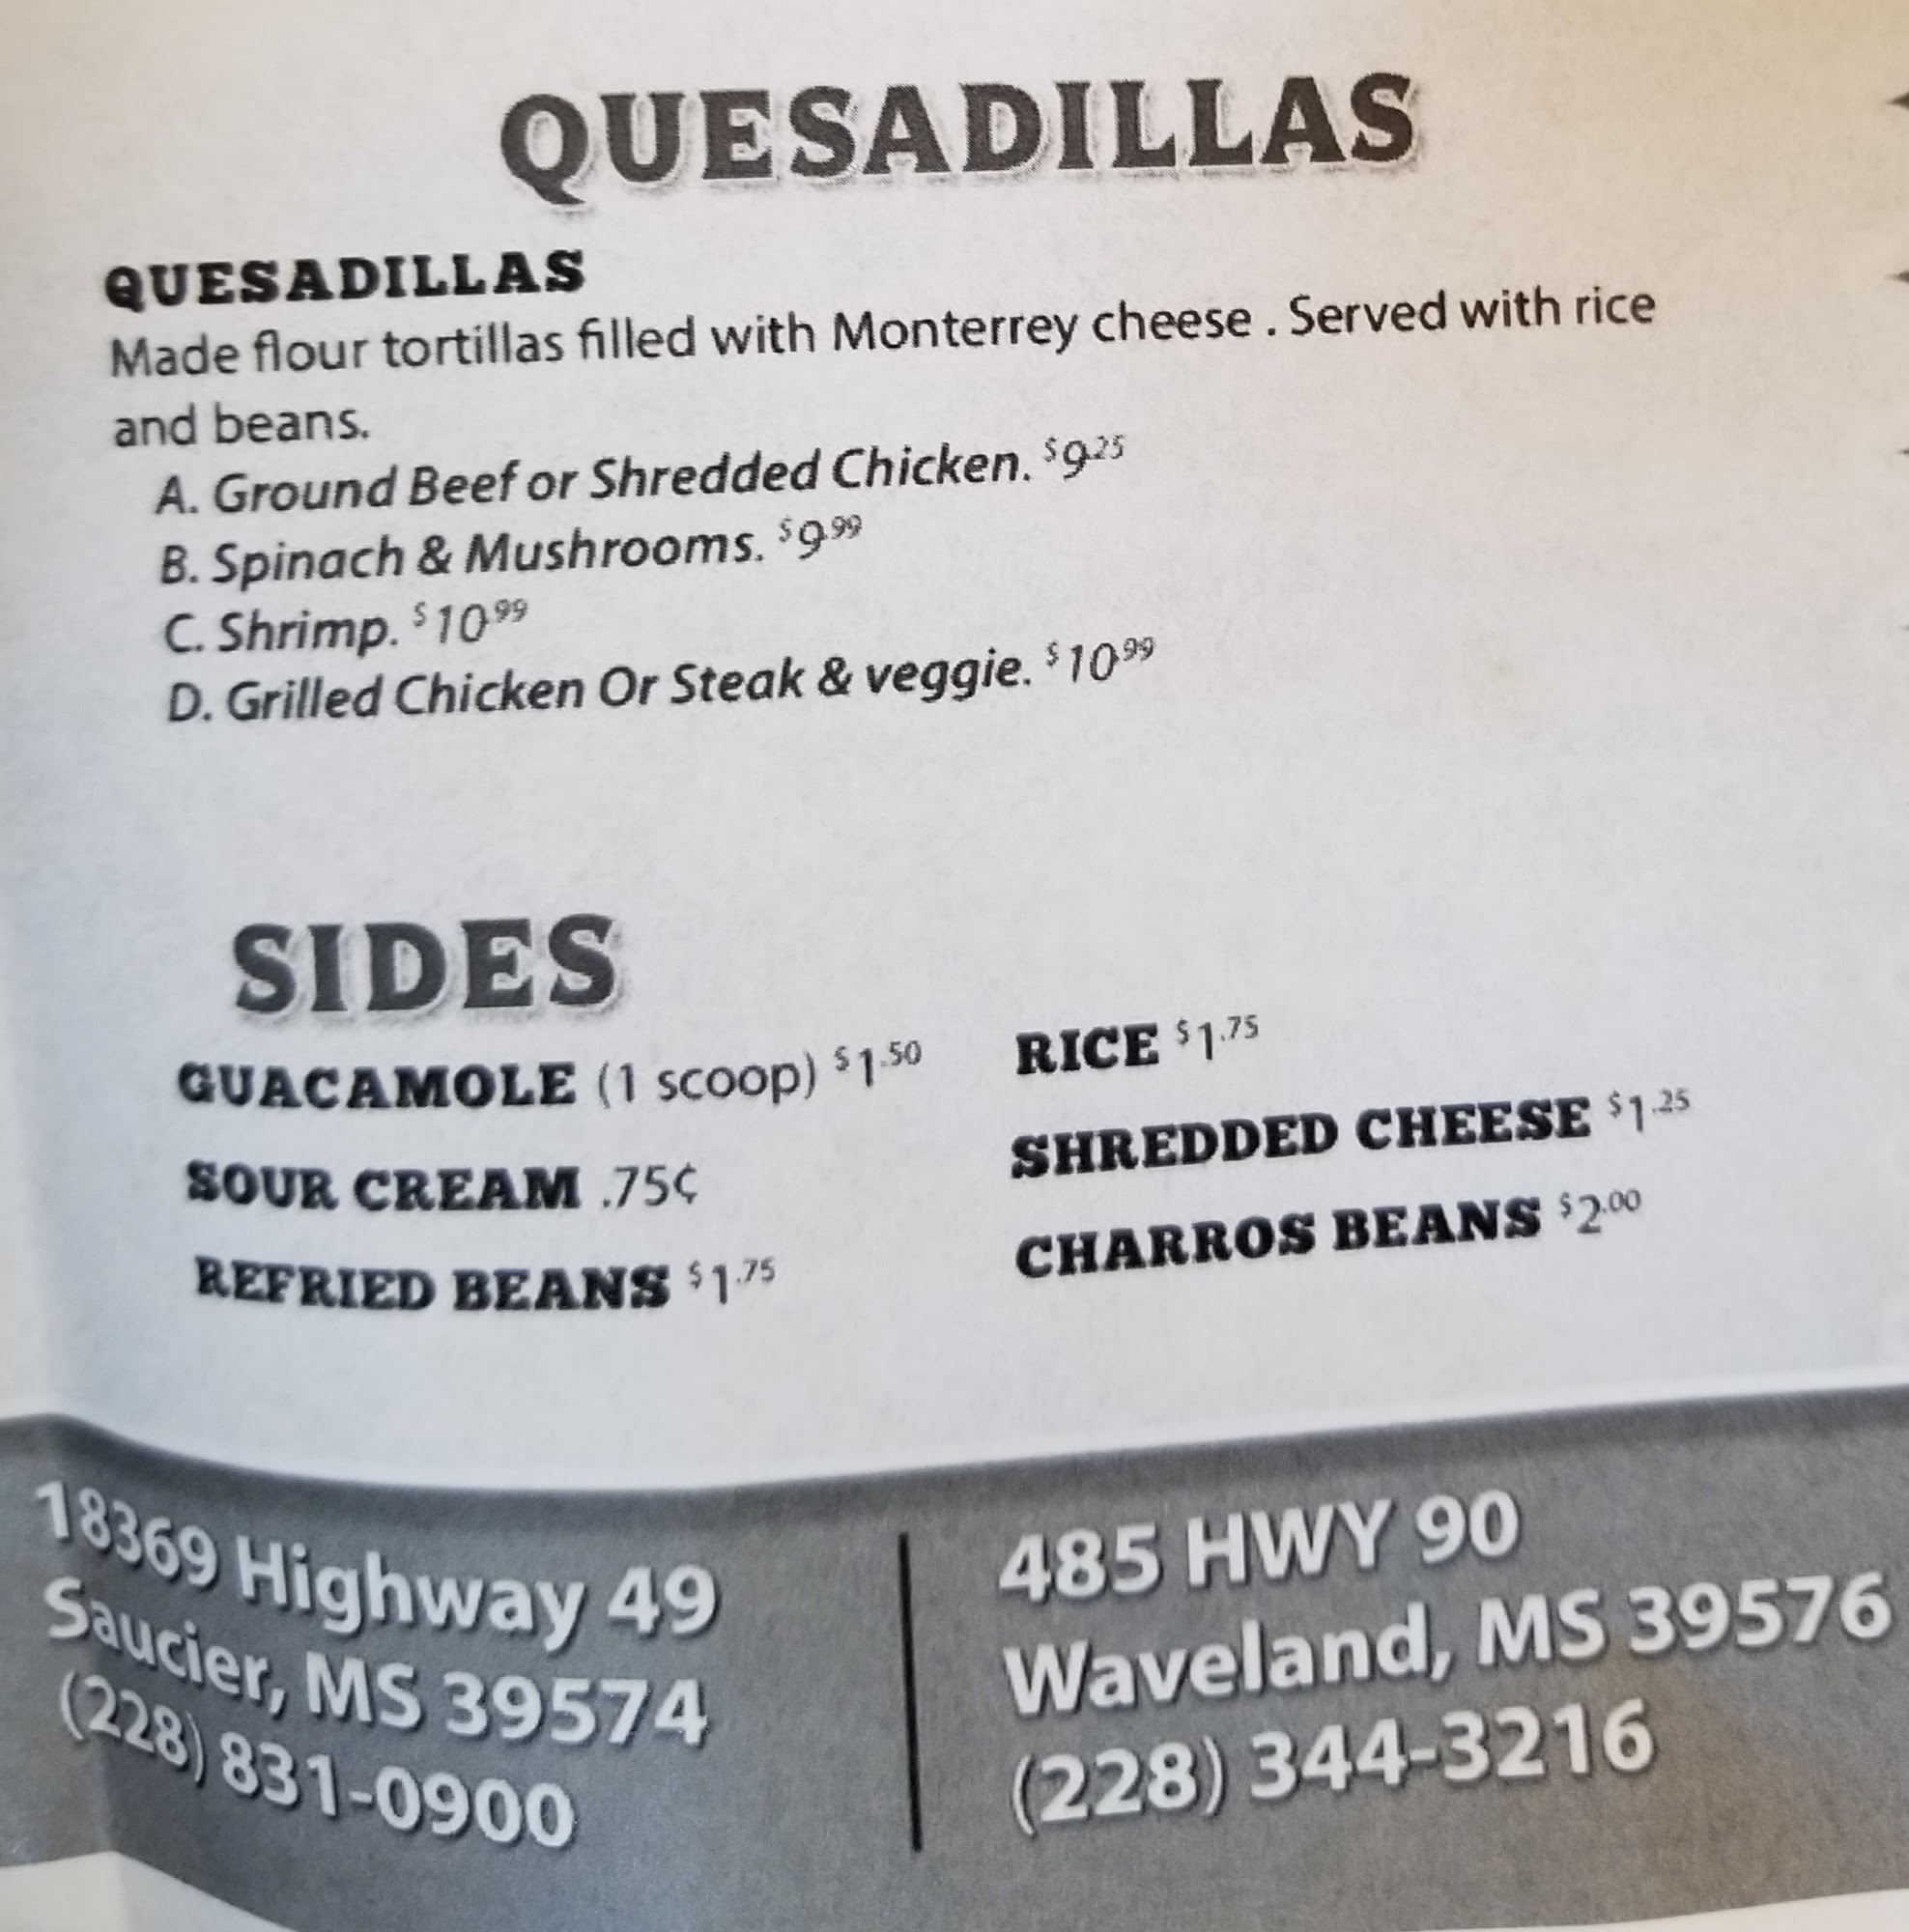 QUESADILLAS
QUESADILLAS
Made flour tortillas filled with Monterrey cheese . Served with rice
and beans.
A. Ground Beef or Shredded Chicken. $9.25
B. Spinach & Mushrooms. $9.99
C. Shrimp. $10.99
D. Grilled Chicken Or Steak & veggie. $10.99
SIDES
GUACAMOLE (1 scoop) $1.50
SOUR CREAM .75¢
REFRIED BEANS $1.75
RICE $1.75
SHREDDED CHEESE $1.25
CHARROS BEANS $2.00
18369 Highway 49
Saucier, MS 39574
(228) 831-0900
485 HWY 90
Waveland, MS 39576
(228) 344-3216